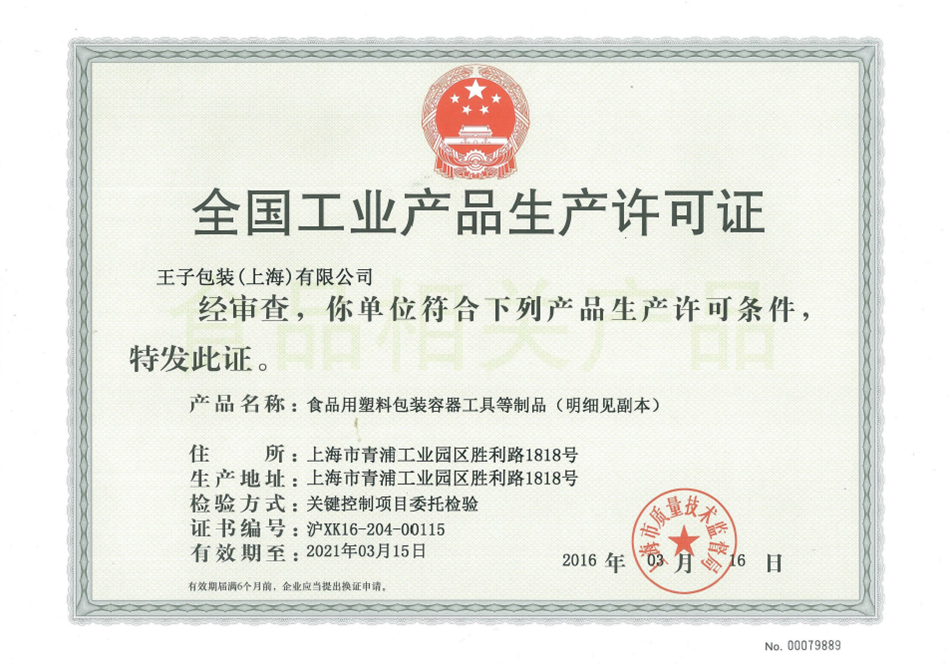 全国工业产品生产许可证
王子包装(上海)有限公司
食品相关产品
经审查，你单位符合下列产品生产许可条件，
特发此证。
产品名称：食品用塑料包装容器工具等制品（明细见副本）
住 所：上海市青浦工业园区胜利路1818号
生产地址：上海市青浦工业园区胜利路1818号
检验方式：关键控制项目委托检验
证书编号：沪XK16-204-00115
有效期至：2021年03月15日
上海市质量技术监督局
2016 年 03 月 16 日
有效期届满6个月前，企业应当提出换证申请。
No. 00079889